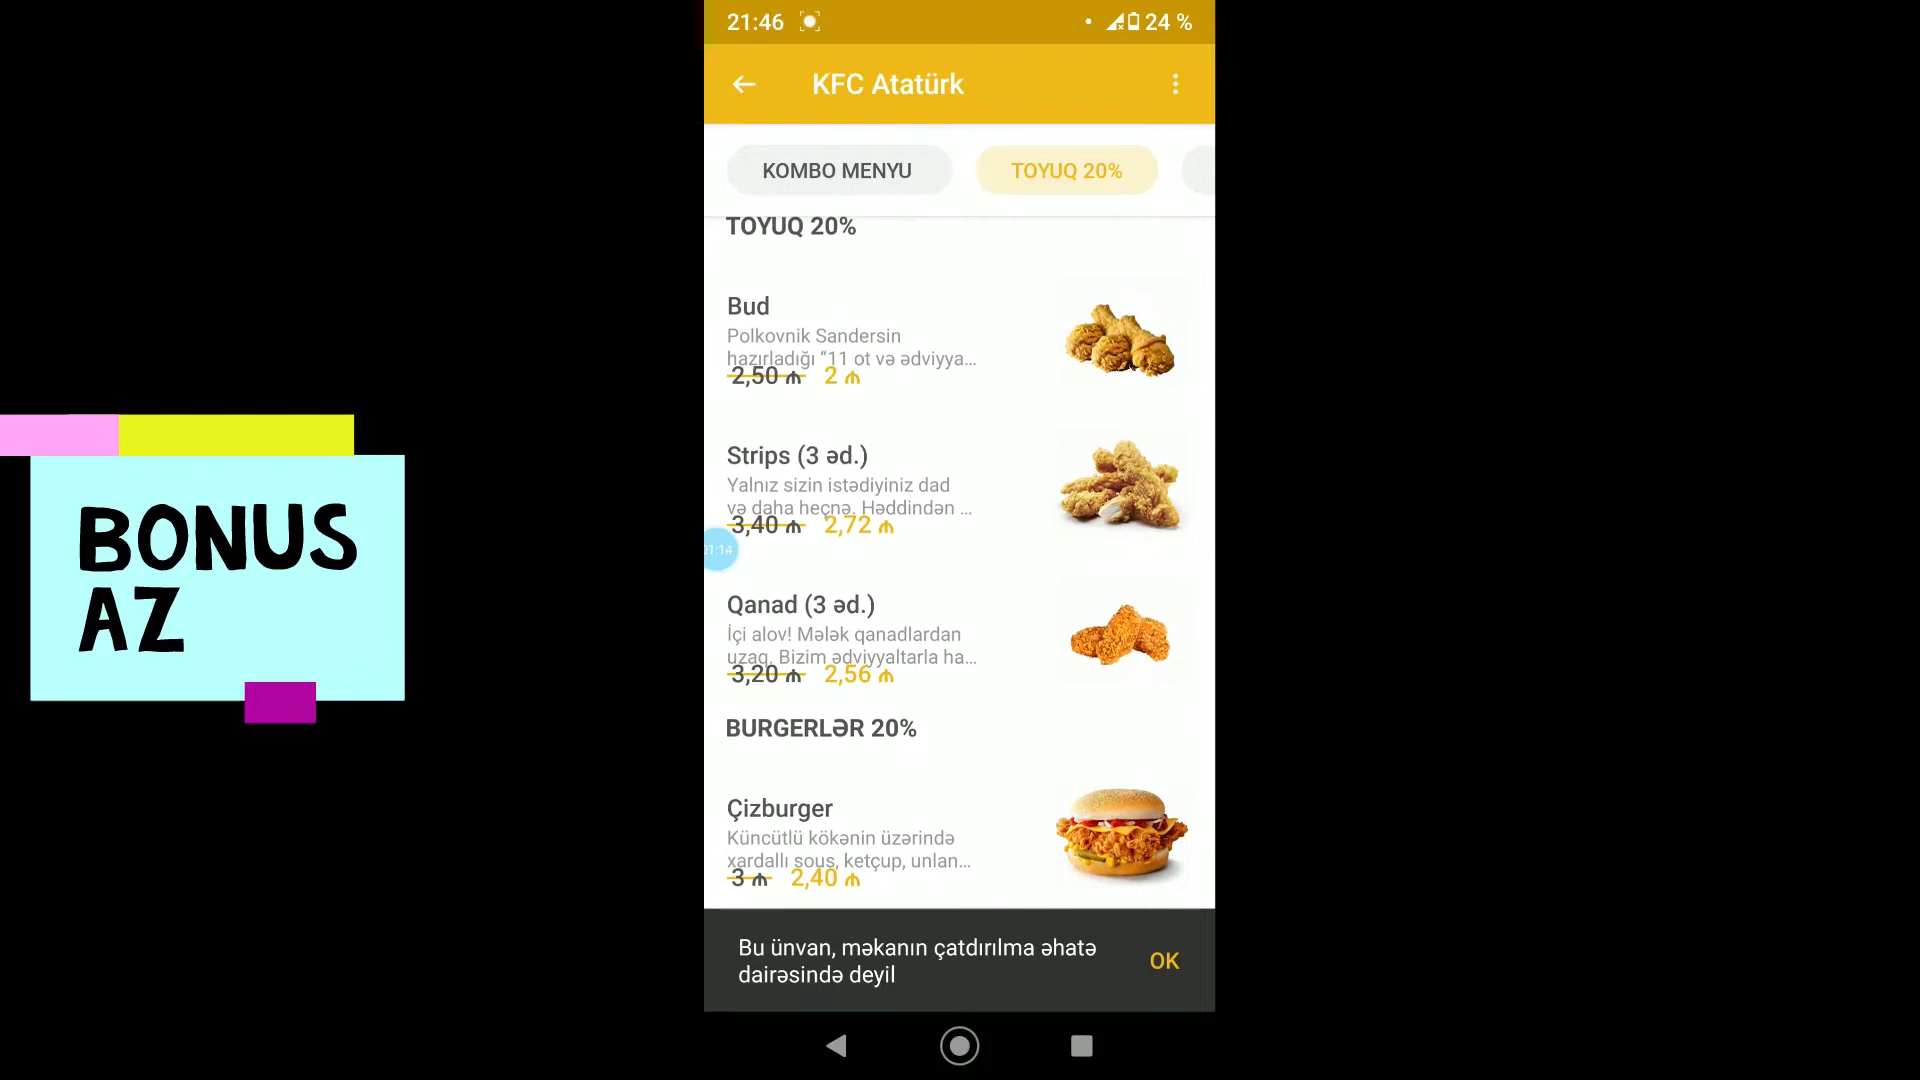 21:46
24 %
KFC Atatürk
KOMBO MENYU
TOYUQ 20%
TOYUQ 20%
Bud
Polkovnik Sandersin
hazırladığı “11 ot və ədviyya…
2,50 ₼ 2 ₼
Strips (3 əd.)
Yalnız sizin istədiyiniz dad
və daha heçnə. Həddindən …
3,40 ₼ 2,72 ₼
01:14
Qanad (3 əd.)
İçi alov! Mələk qanadlardan
uzaq. Bizim ədviyyaltarla ha…
3,20 ₼ 2,56 ₼
BURGERLƏR 20%
Çizburger
Küncütlü kökənin üzərində
xardallı sous, ketçup, unlan…
3 ₼ 2,40 ₼
Bu ünvan, məkanın çatdırılma əhatə
dairəsində deyil
OK
BONUS
AZ